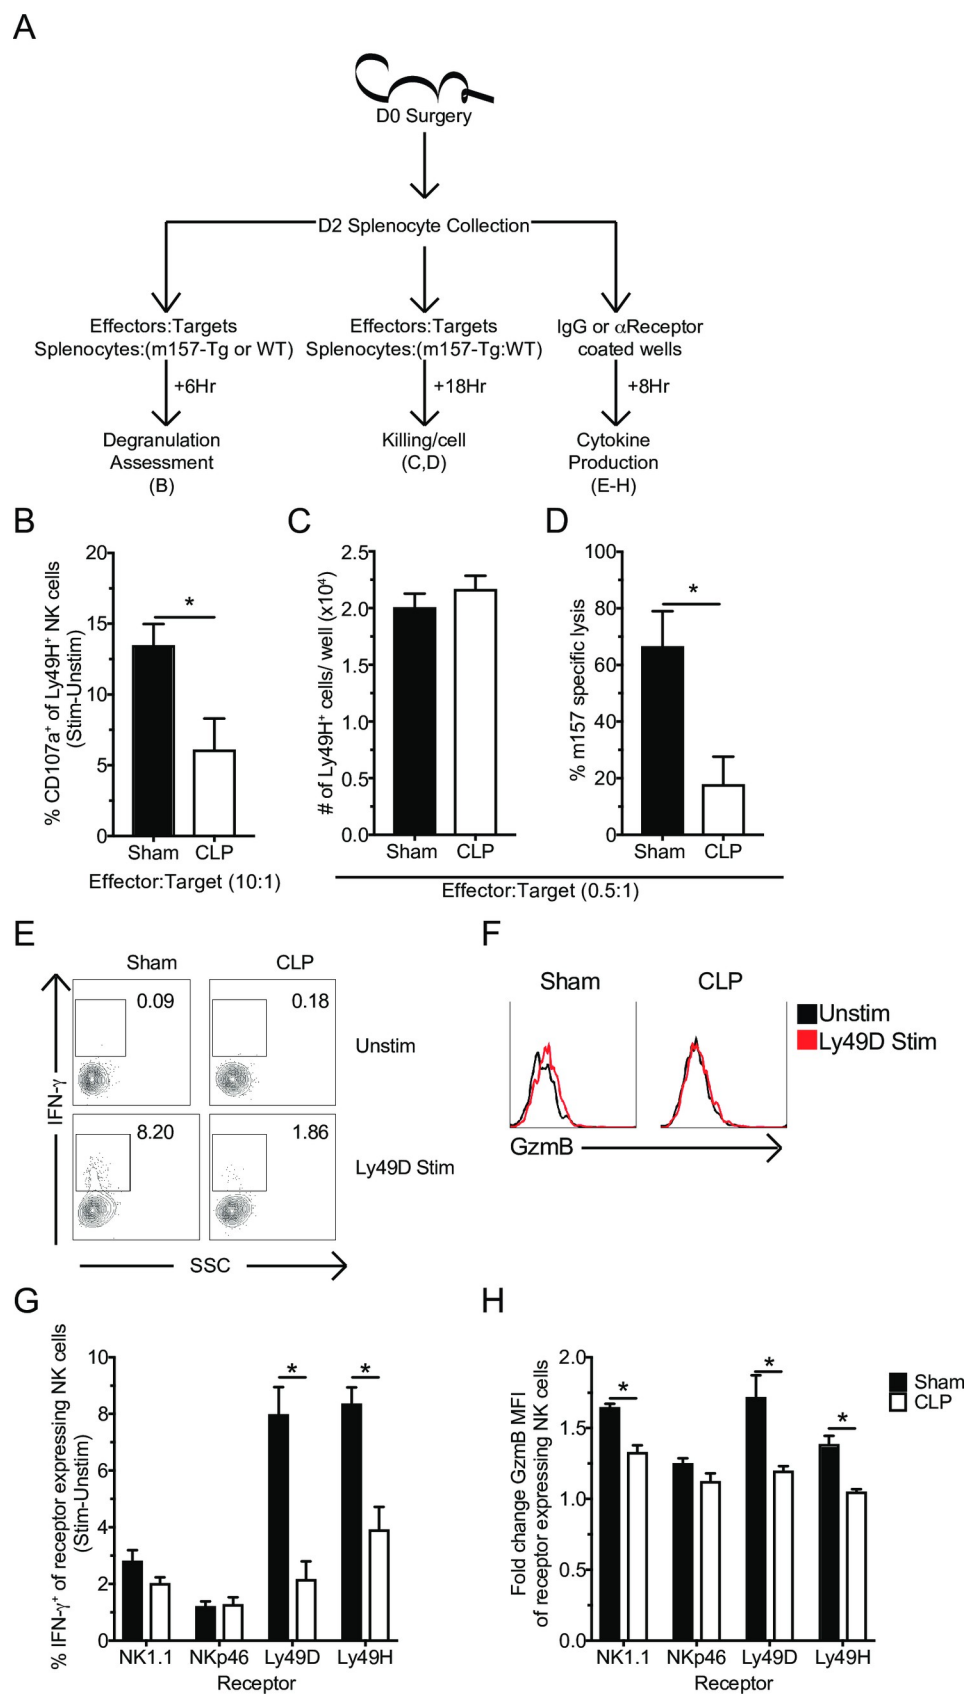 A
D0 Surgery
D2 Splenocyte Collection
Effectors:Targets
Splenocytes:(m157-Tg or WT)
+6Hr
Degranulation
Assessment
(B)
Effectors:Targets
Splenocytes:(m157-Tg:WT)
+18Hr
Killing/cell
(C,D)
IgG or αReceptor
coated wells
+8Hr
Cytokine
Production
(E-H)
B
% CD107a⁺ of Ly49H⁺ NK cells
(Stim-Unstim)
20
15
10
5
0
*
Sham CLP
Effector:Target (10:1)
C
# of Ly49H⁺ cells/ well (x10⁴)
2.5
2.0
1.5
1.0
0.5
0.0
Sham CLP
D
% m157 specific lysis
100
80
60
40
20
0
*
Sham CLP
Effector:Target (0.5:1)
E
Sham CLP
0.09 0.18
Unstim
8.20 1.86
Ly49D Stim
IFN-γ
SSC
F
Sham CLP
Unstim
Ly49D Stim
GzmB
G
% IFN-γ⁺ of receptor expressing NK cells
(Stim-Unstim)
10
8
6
4
2
0
* *
NK1.1 NKp46 Ly49D Ly49H
Receptor
H
Fold change GzmB MFI
of receptor expressing NK cells
2.0
1.5
1.0
0.5
0.0
* * *
NK1.1 NKp46 Ly49D Ly49H
Receptor
Sham
CLP